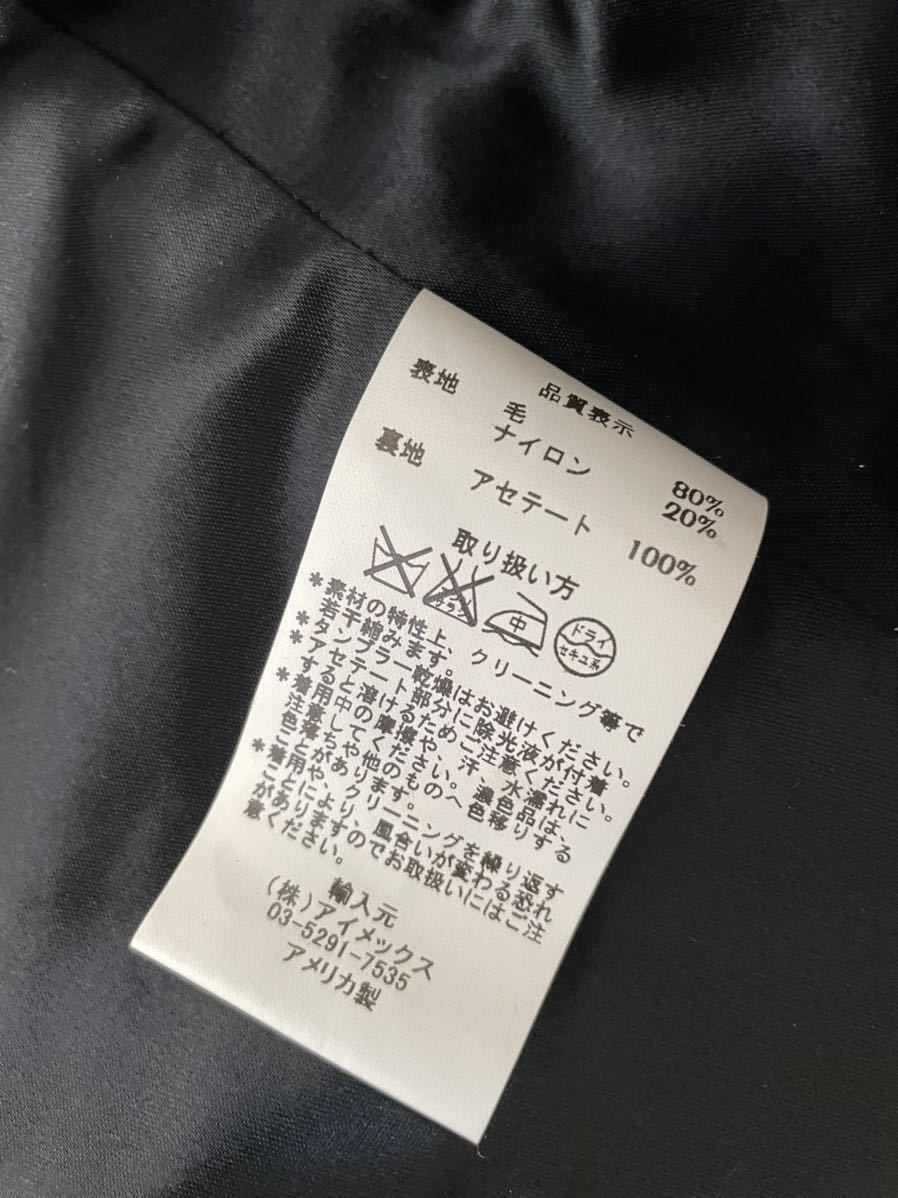 品質表示
表地 毛 80%
ナイロン 20%
裏地 アセテート 100%
取り扱い方
エンソ サラシ 中 ドライ セキユ系
*素材の特性上、クリーニング等で
若干縮みます。
*タンブラー乾燥はお避けください。
*アセテート部分に除光液が付着
すると溶けるためご注意ください。
*着用中の摩擦や、汗、水濡れに
注意してください。濃色品は、
色落ちや他のものへ色移りする
ことがあります。
*着用や、クリーニングを繰り返す
ことにより、風合いが変わる恐れ
がありますのでお取扱いにはご注
意ください。
輸入元
(株)アイメックス
03-5291-7535
アメリカ製